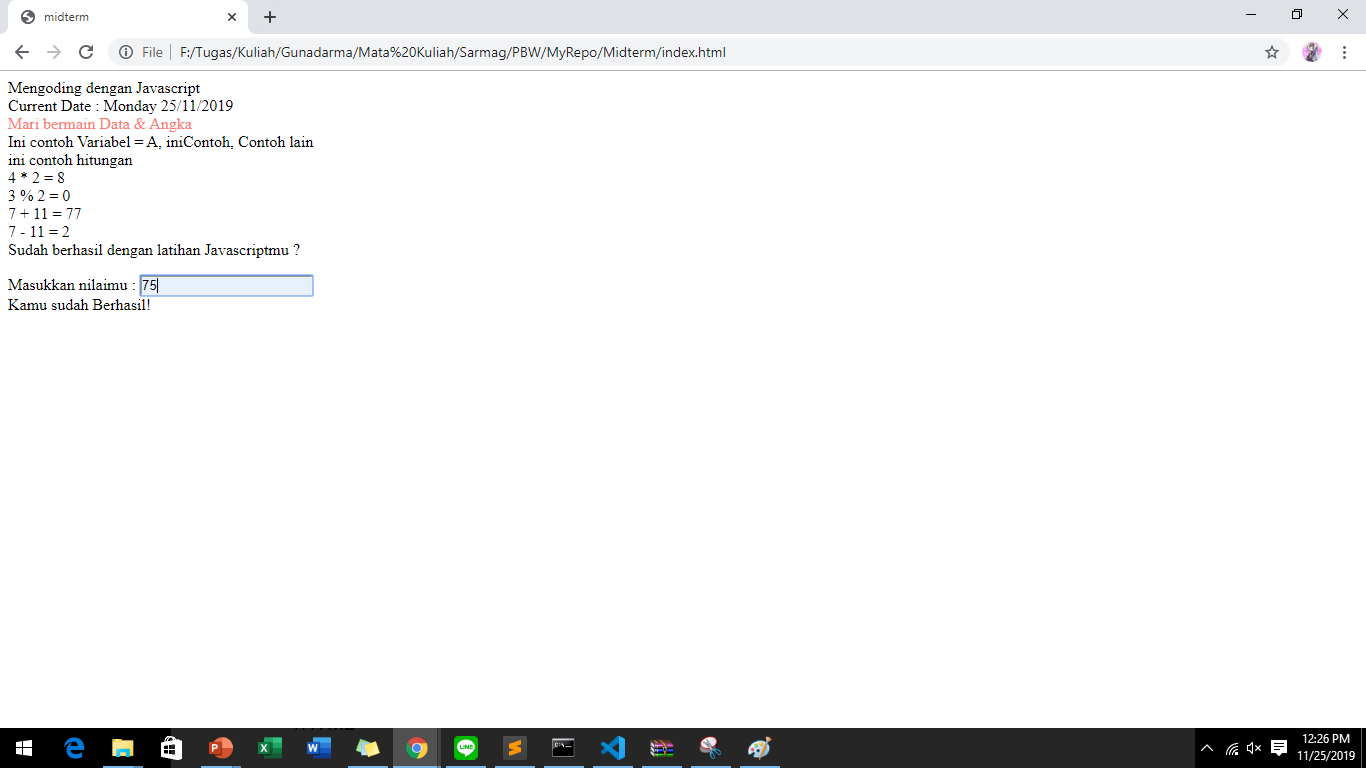 midterm
File
F:/Tugas/Kuliah/Gunadarma/Mata%20Kuliah/Sarmag/PBW/MyRepo/Midterm/index.html
Mengoding dengan Javascript
Current Date : Monday 25/11/2019
Mari bermain Data & Angka
Ini contoh Variabel = A, iniContoh, Contoh lain
ini contoh hitungan
4 * 2 = 8
3 % 2 = 0
7 + 11 = 77
7 - 11 = 2
Sudah berhasil dengan latihan Javascriptmu ?
Masukkan nilaimu : 75
Kamu sudah Berhasil!
12:26 PM
11/25/2019